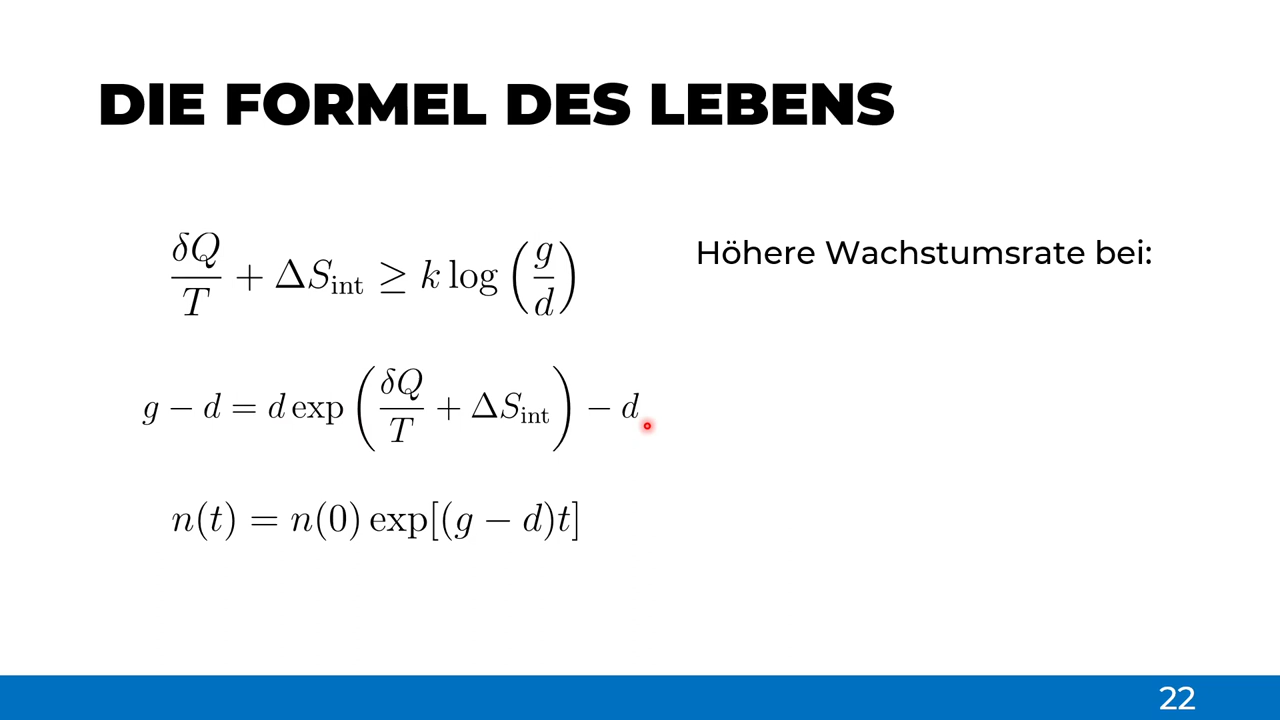 DIE FORMEL DES LEBENS
δQ/T + ΔS_int ≥ k log (g/d)
Höhere Wachstumsrate bei:
g − d = d exp (δQ/T + ΔS_int) − d
n(t) = n(0) exp[(g − d)t]
22